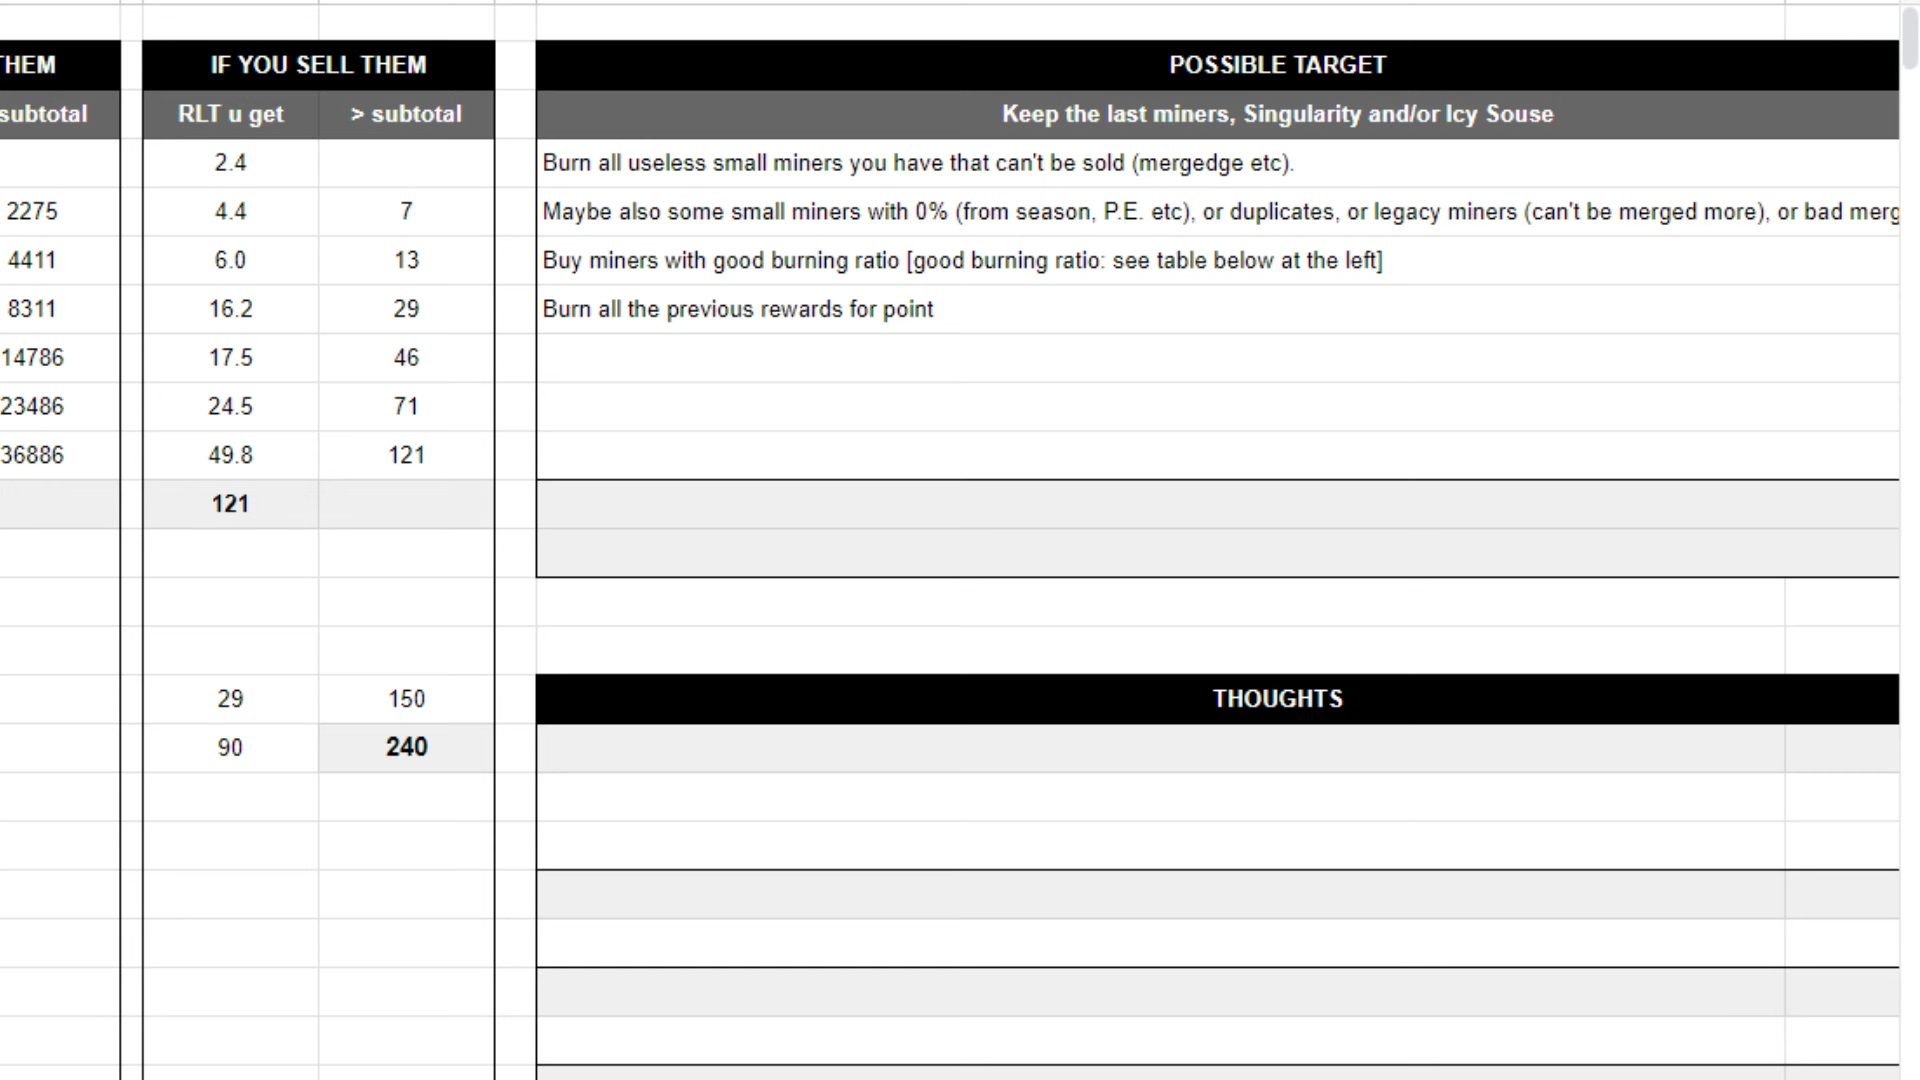 THEM IF YOU SELL THEM POSSIBLE TARGET
subtotal RLT u get > subtotal Keep the last miners, Singularity and/or Icy Souse
2.4 Burn all useless small miners you have that can't be sold (mergedge etc).
2275 4.4 7 Maybe also some small miners with 0% (from season, P.E. etc), or duplicates, or legacy miners (can't be merged more), or bad merg
4411 6.0 13 Buy miners with good burning ratio [good burning ratio: see table below at the left]
8311 16.2 29 Burn all the previous rewards for point
14786 17.5 46
23486 24.5 71
36886 49.8 121
121
29 150 THOUGHTS
90 240